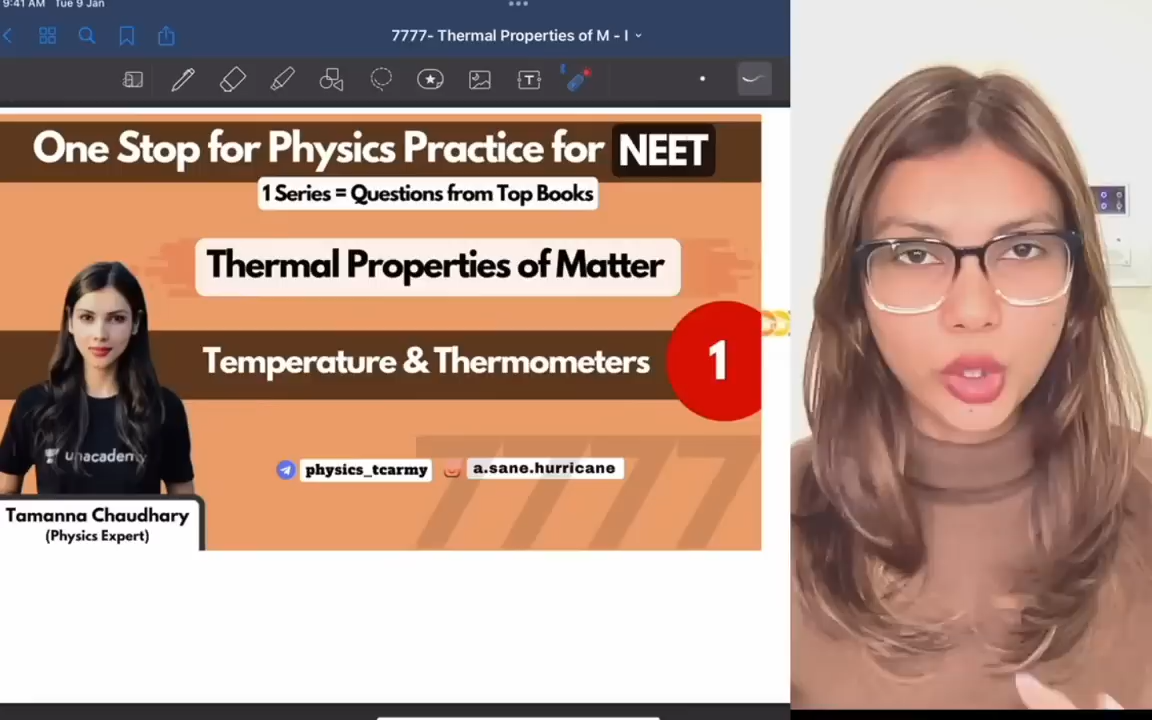 9:41 AM Tue 9 Jan
7777- Thermal Properties of M - I
T
One Stop for Physics Practice for NEET
1 Series = Questions from Top Books
Thermal Properties of Matter
Temperature & Thermometers
1
unacademy
physics_tcarmy
a.sane.hurricane
7777
Tamanna Chaudhary
(Physics Expert)